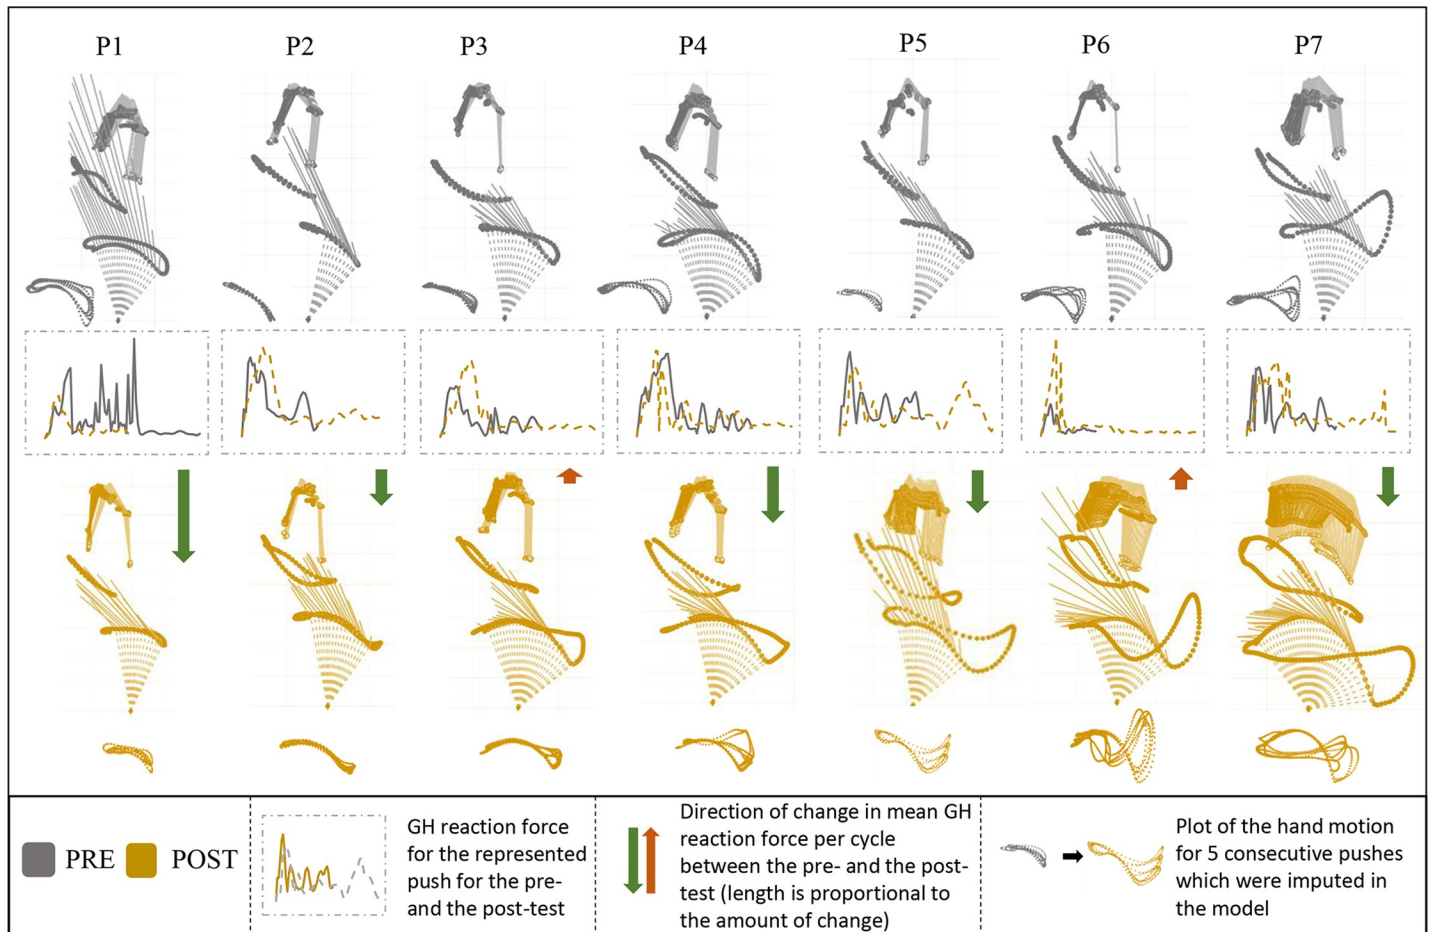 P1 P2 P3 P4 P5 P6 P7
PRE POST
GH reaction force
for the represented
push for the pre-
and the post-test
Direction of change in mean GH
reaction force per cycle
between the pre- and the post-
test (length is proportional to
the amount of change)
Plot of the hand motion
for 5 consecutive pushes
which were imputed in
the model